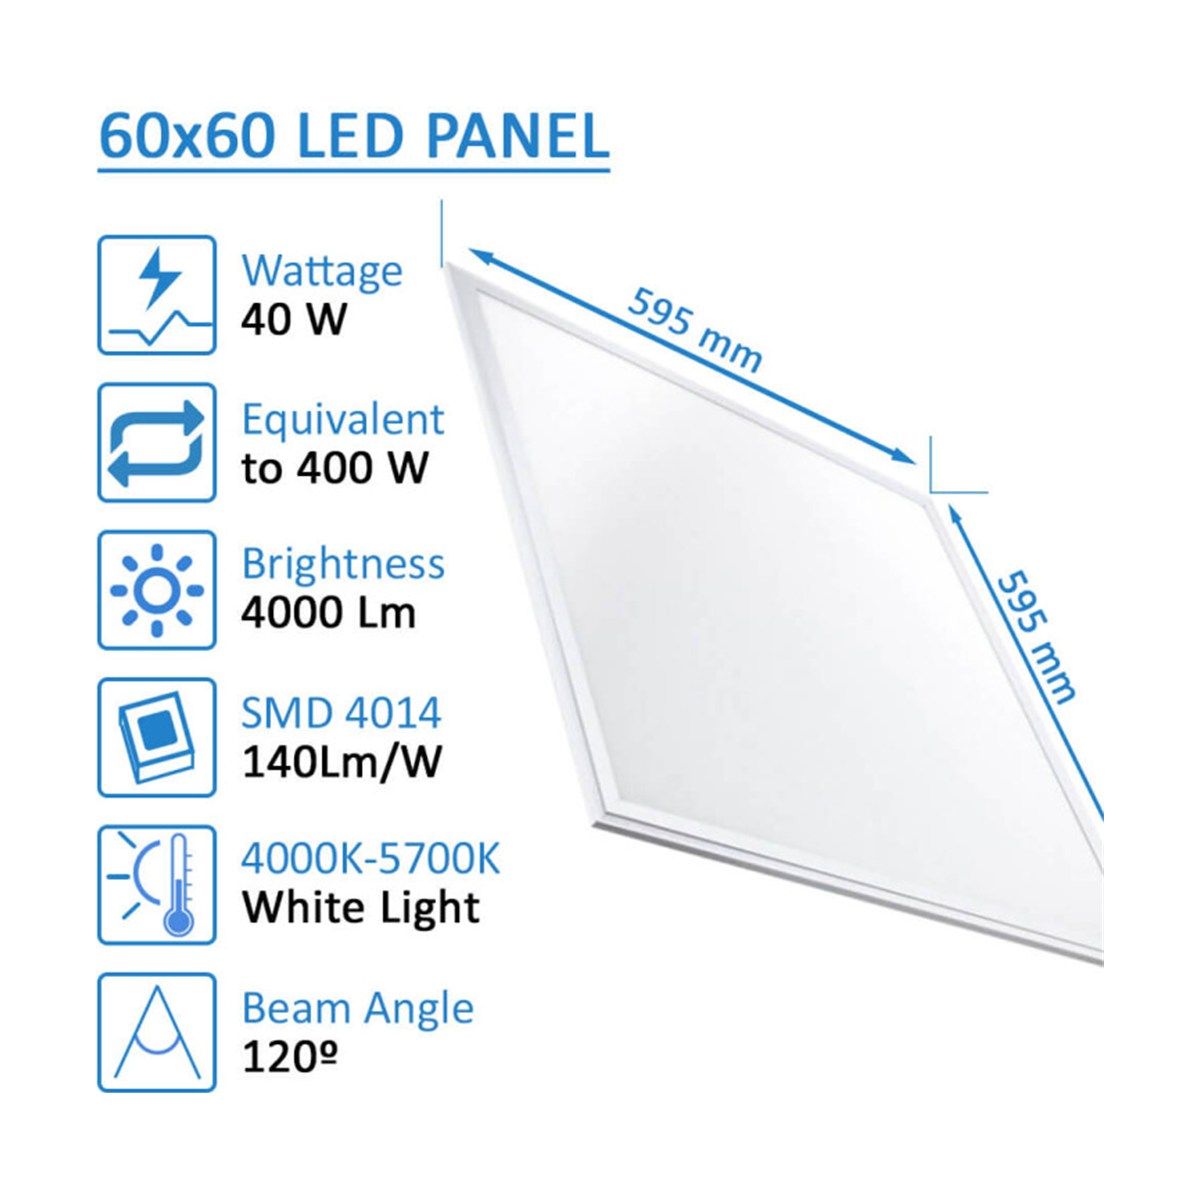 60x60 LED PANEL
Wattage
40 W
Equivalent
to 400 W
Brightness
4000 Lm
SMD 4014
140Lm/W
4000K-5700K
White Light
Beam Angle
120º
595 mm
595 mm